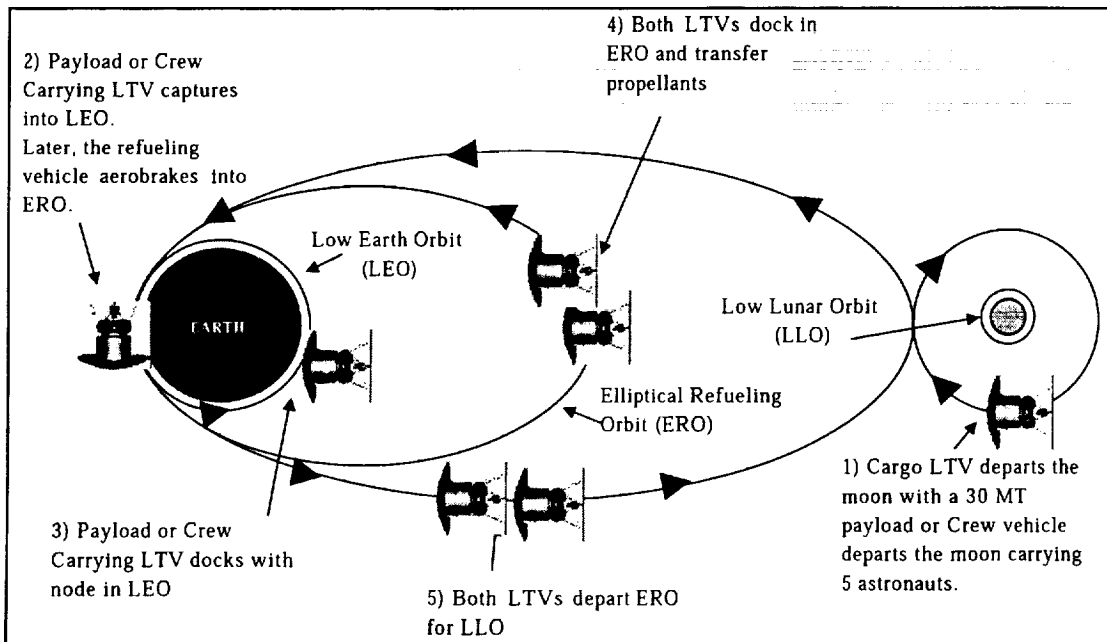 4) Both LTVs dock in
ERO and transfer
propellants
2) Payload or Crew
Carrying LTV captures
into LEO.
Later, the refueling
vehicle aerobrakes into
ERO.
Low Earth Orbit
(LEO)
EARTH
Low Lunar Orbit
(LLO)
Elliptical Refueling
Orbit (ERO)
1) Cargo LTV departs the
moon with a 30 MT
payload or Crew vehicle
departs the moon carrying
5 astronauts.
3) Payload or Crew
Carrying LTV docks with
node in LEO
5) Both LTVs depart ERO
for LLO